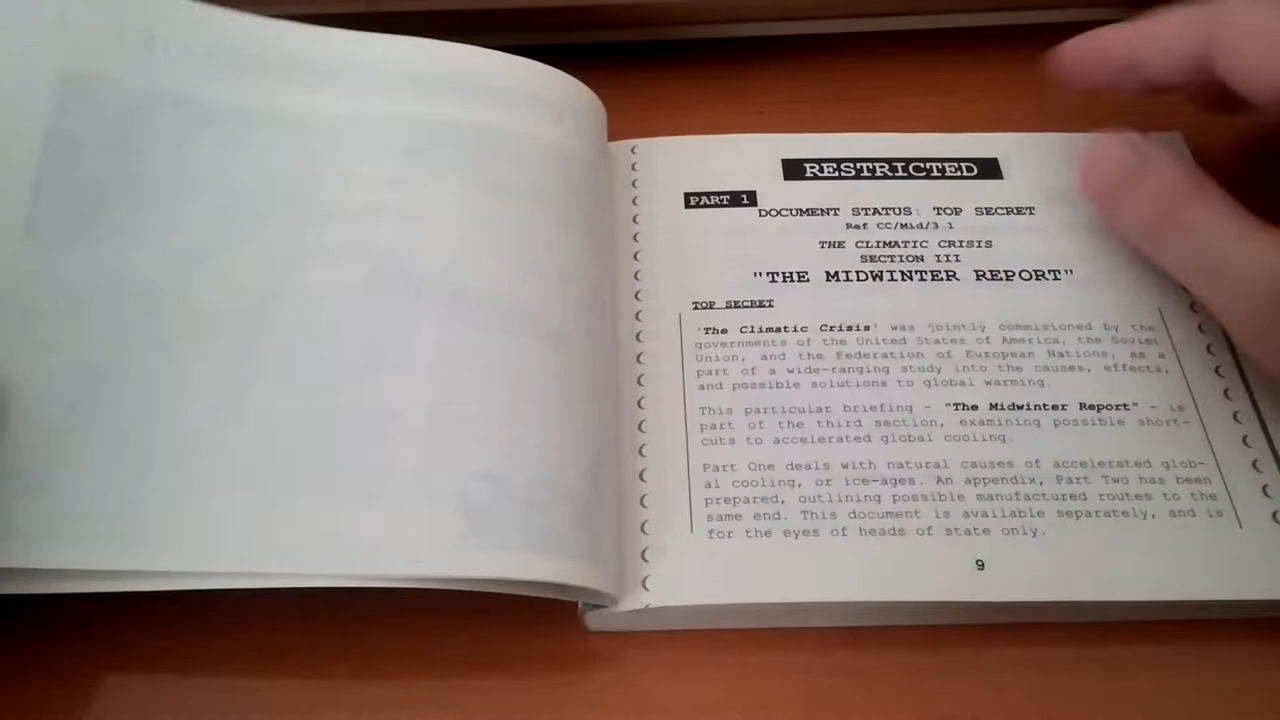 RESTRICTED
PART 1
DOCUMENT STATUS: TOP SECRET
Ref CC/Mid/3 1
THE CLIMATIC CRISIS
SECTION III
"THE MIDWINTER REPORT"
TOP SECRET
'The Climatic Crisis' was jointly commisioned by the
governments of the United States of America, the Soviet
Union, and the Federation of European Nations, as a
part of a wide-ranging study into the causes, effects,
and possible solutions to global warming.
This particular briefing - "The Midwinter Report" - is
part of the third section, examining possible short-
cuts to accelerated global cooling.
Part One deals with natural causes of accelerated glob-
al cooling, or ice-ages. An appendix, Part Two has been
prepared, outlining possible manufactured routes to the
same end. This document is available separately, and is
for the eyes of heads of state only.
9